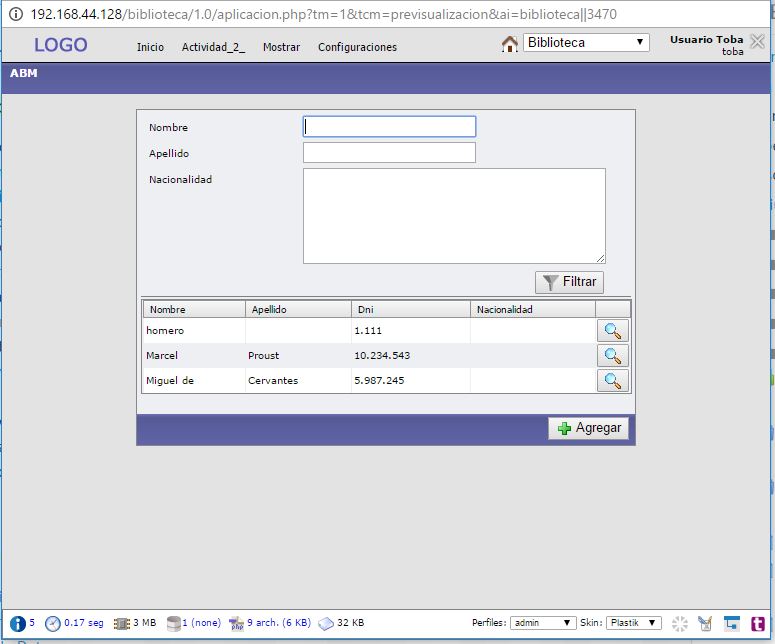 192.168.44.128/biblioteca/1.0/aplicacion.php?tm=1&tcm=previsualizacion&ai=biblioteca||3470
LOGO Inicio Actividad_2_ Mostrar Configuraciones Biblioteca Usuario Toba
toba
ABM
Nombre
Apellido
Nacionalidad
Filtrar
Nombre Apellido Dni Nacionalidad
homero 1.111
Marcel Proust 10.234.543
Miguel de Cervantes 5.987.245
Agregar
5 0.17 seg 3 MB 1 (none) php 9 arch. (6 KB) 32 KB Perfiles: admin Skin: Plastik t